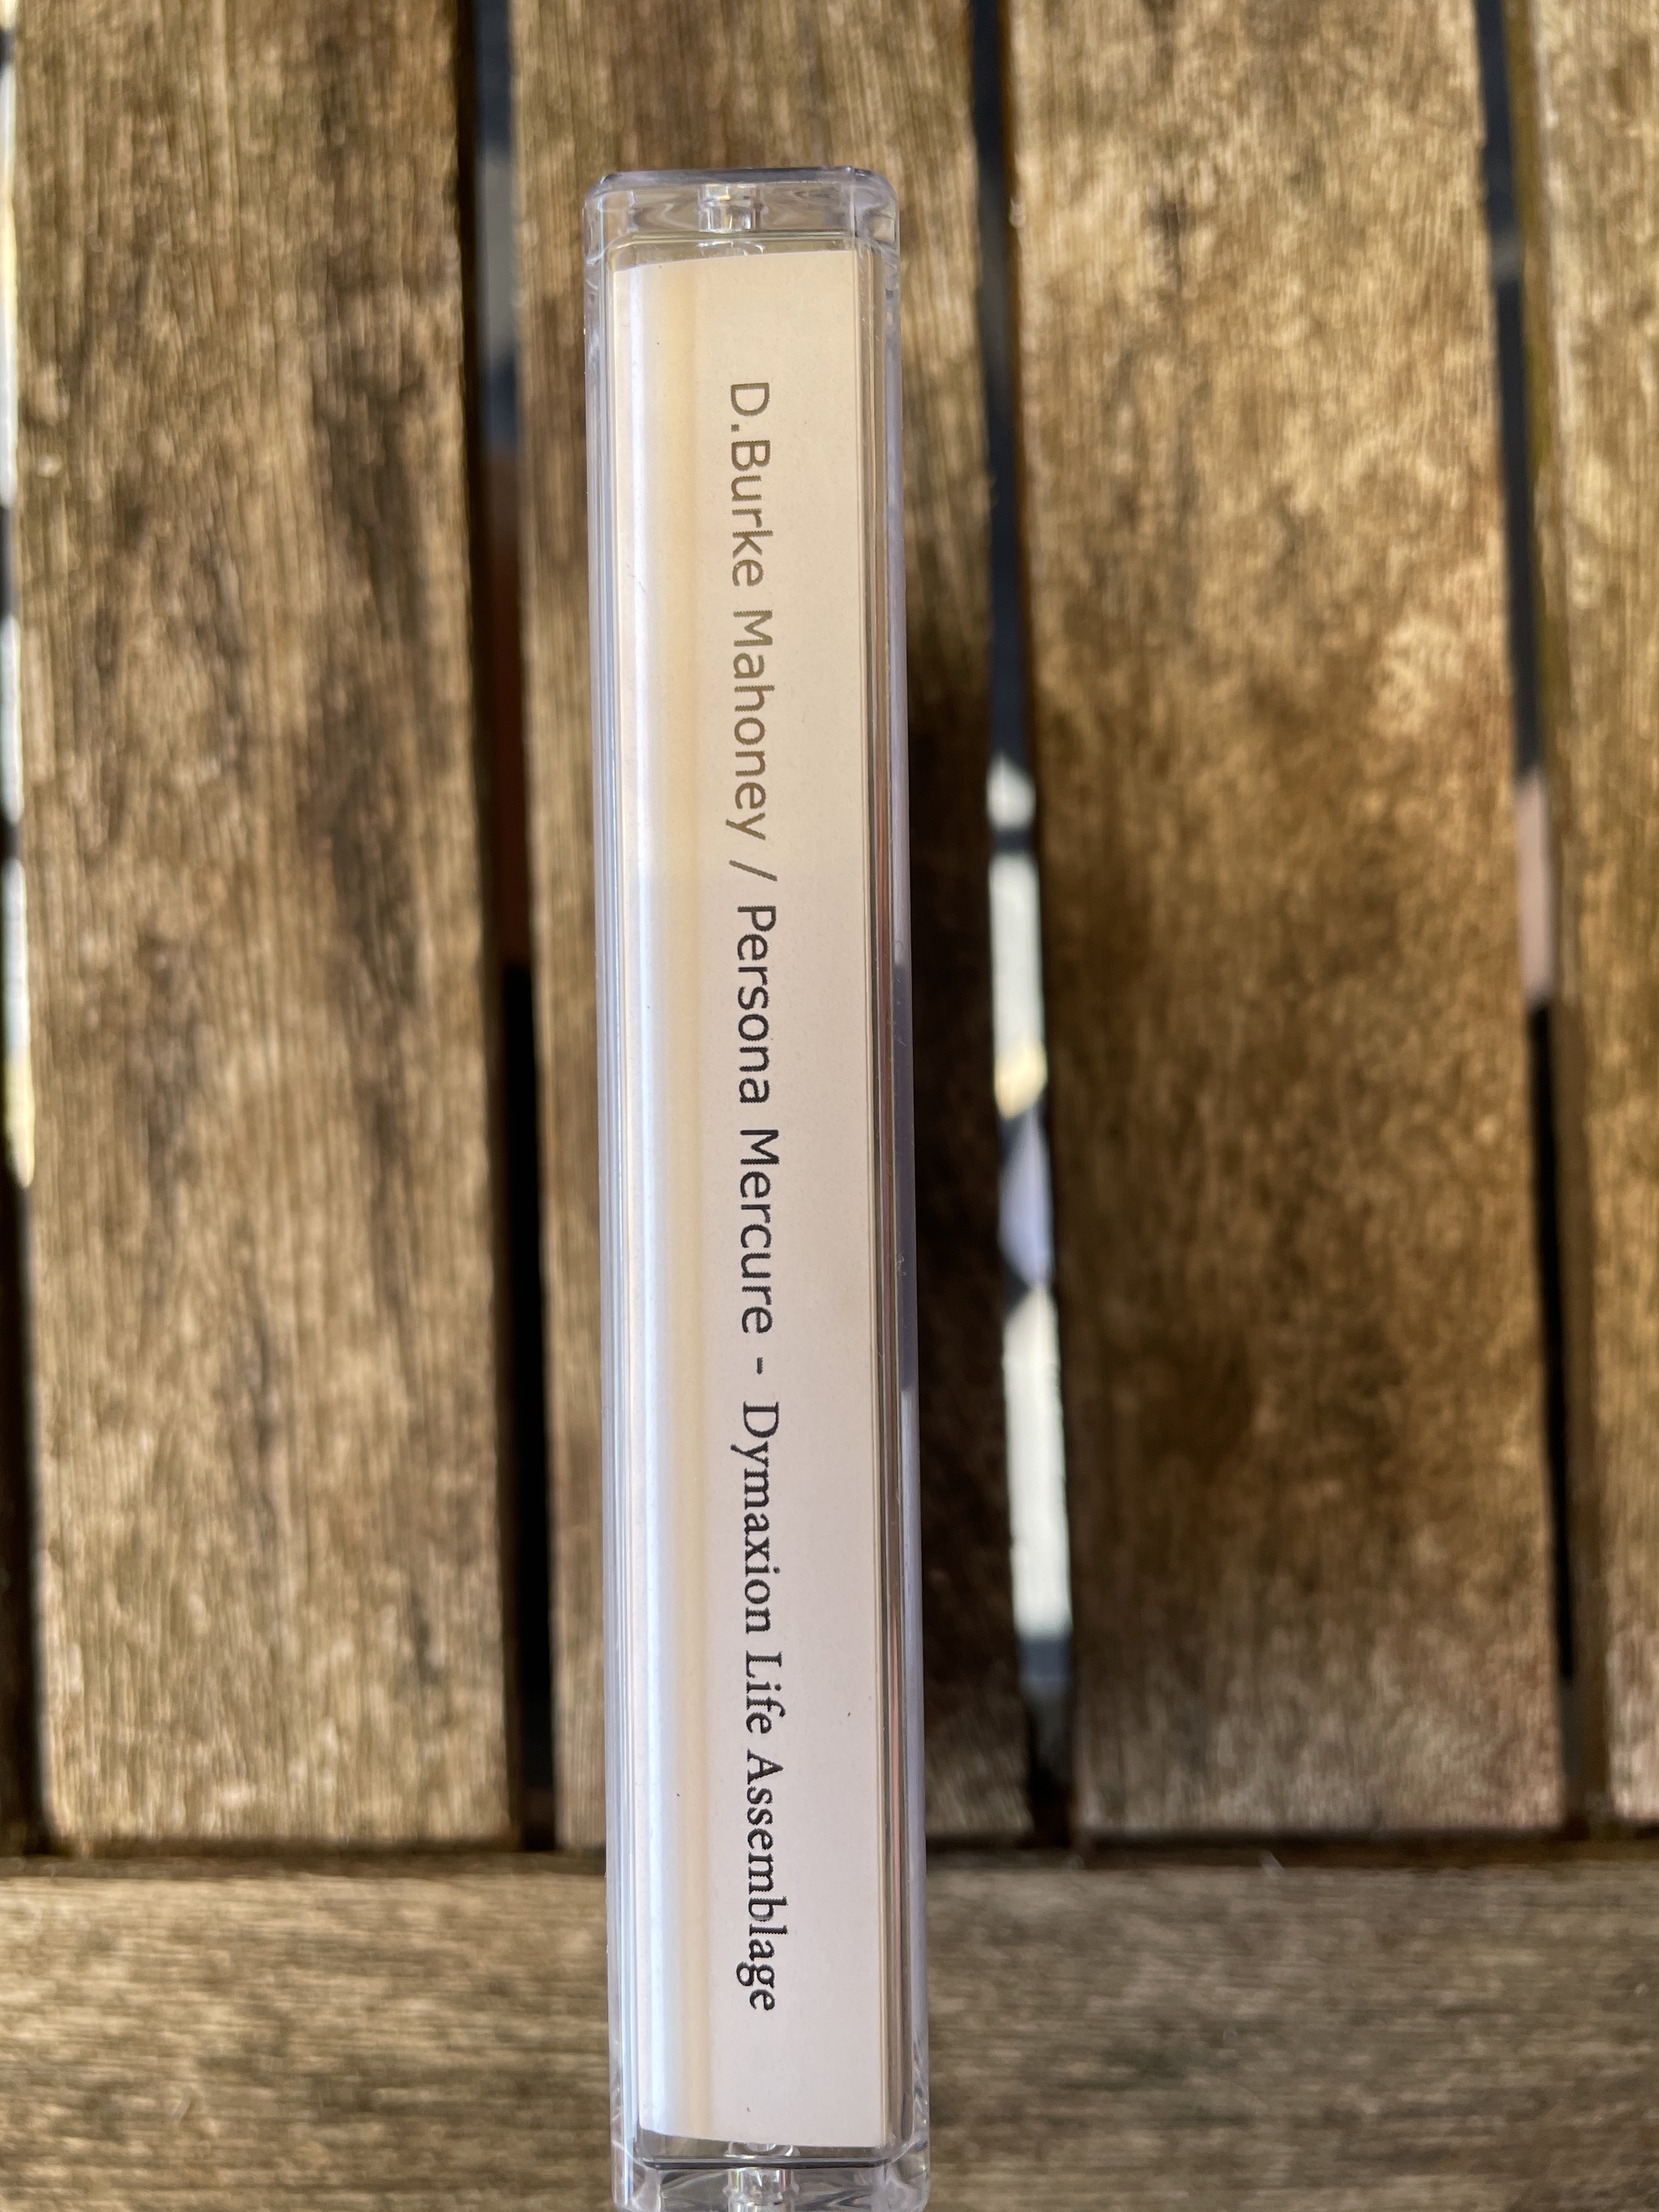 D.Burke Mahoney / Persona Mercure - Dymaxion Life Assemblage